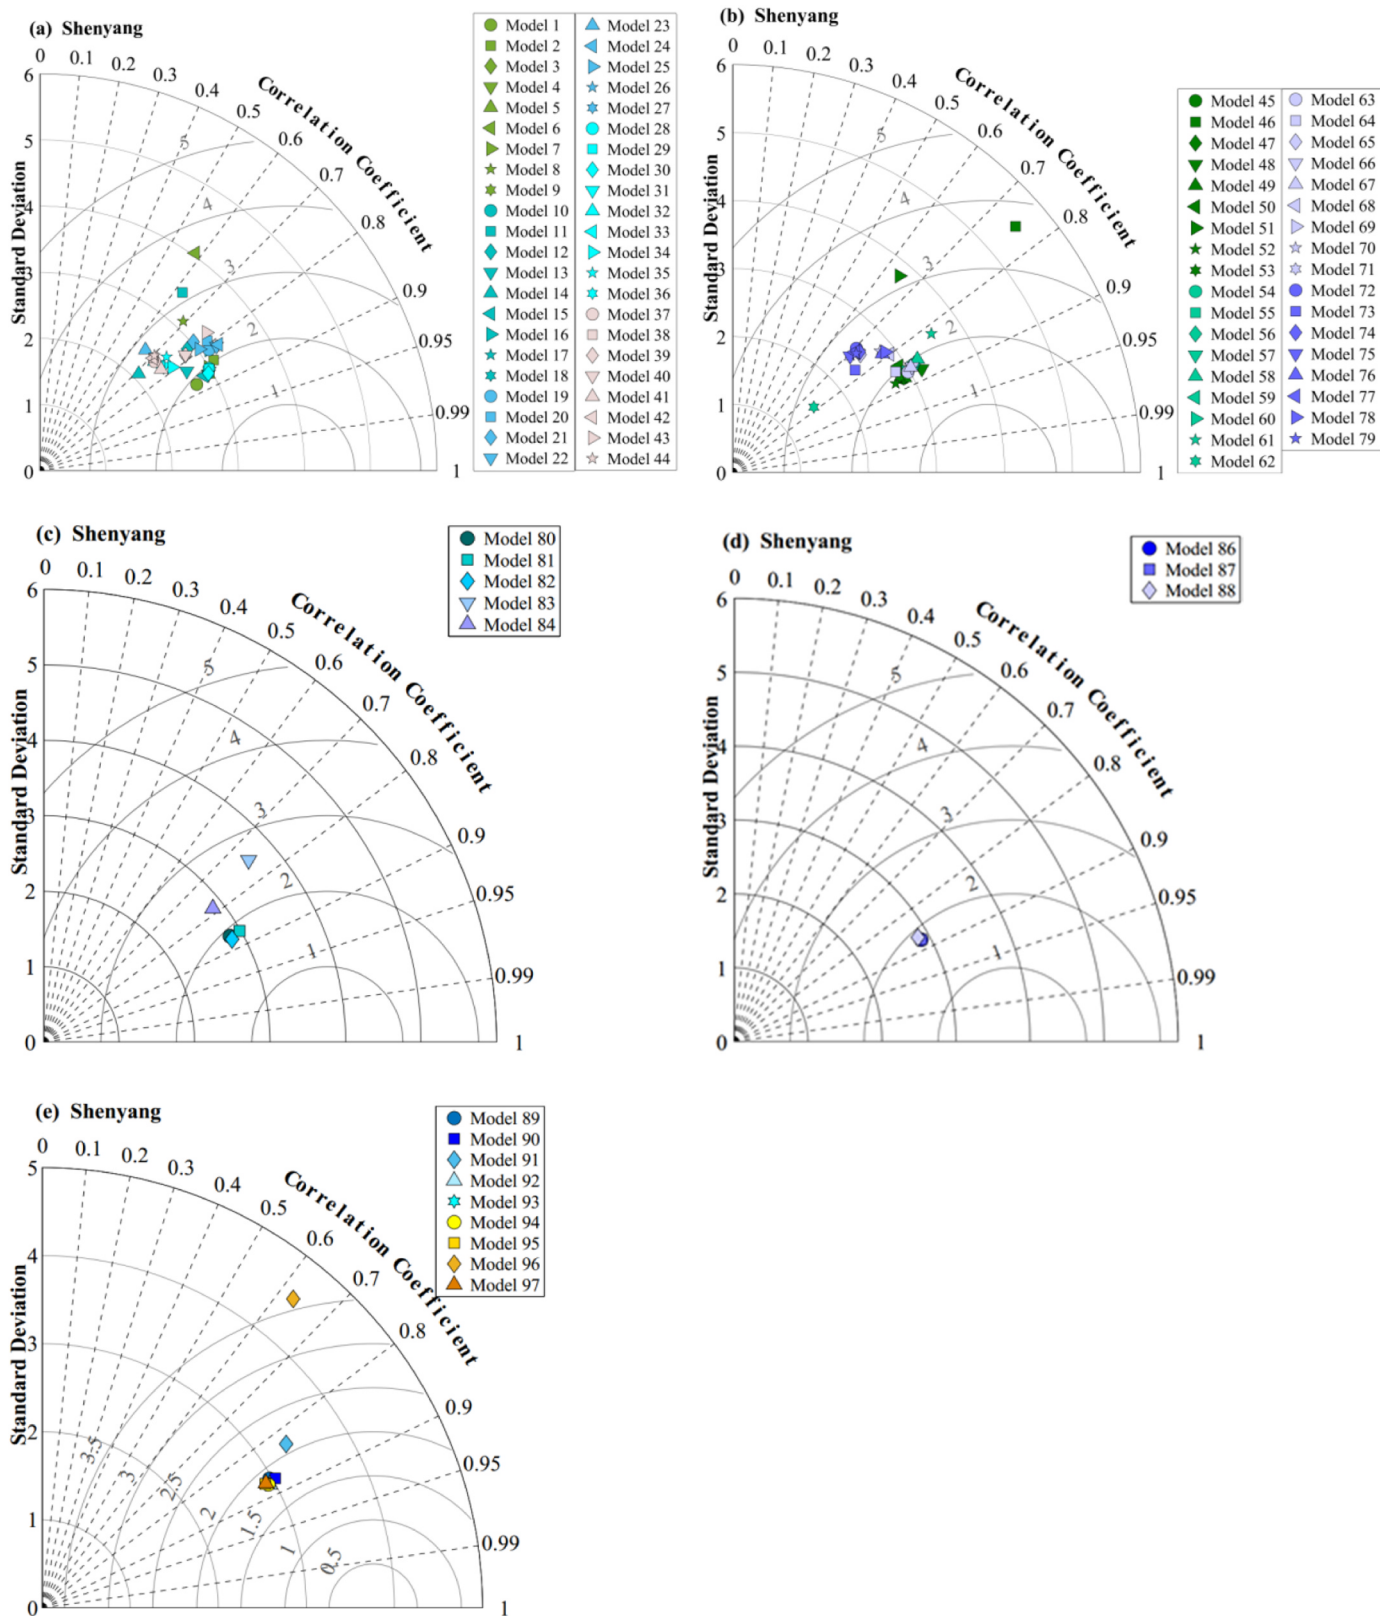 (a) Shenyang
0 0.1 0.2 0.3 0.4 0.5 0.6 0.7 0.8 0.9 0.95 0.99 1
Correlation Coefficient
Standard Deviation
6
5
4
3
2
1
0
5
4
3
2
1
Model 1
Model 2
Model 3
Model 4
Model 5
Model 6
Model 7
Model 8
Model 9
Model 10
Model 11
Model 12
Model 13
Model 14
Model 15
Model 16
Model 17
Model 18
Model 19
Model 20
Model 21
Model 22
Model 23
Model 24
Model 25
Model 26
Model 27
Model 28
Model 29
Model 30
Model 31
Model 32
Model 33
Model 34
Model 35
Model 36
Model 37
Model 38
Model 39
Model 40
Model 41
Model 42
Model 43
Model 44
(b) Shenyang
0 0.1 0.2 0.3 0.4 0.5 0.6 0.7 0.8 0.9 0.95 0.99 1
Correlation Coefficient
Standard Deviation
6
5
4
3
2
1
0
5
4
3
2
1
Model 45
Model 46
Model 47
Model 48
Model 49
Model 50
Model 51
Model 52
Model 53
Model 54
Model 55
Model 56
Model 57
Model 58
Model 59
Model 60
Model 61
Model 62
Model 63
Model 64
Model 65
Model 66
Model 67
Model 68
Model 69
Model 70
Model 71
Model 72
Model 73
Model 74
Model 75
Model 76
Model 77
Model 78
Model 79
(c) Shenyang
0 0.1 0.2 0.3 0.4 0.5 0.6 0.7 0.8 0.9 0.95 0.99 1
Correlation Coefficient
Standard Deviation
6
5
4
3
2
1
0
5
4
3
2
1
Model 80
Model 81
Model 82
Model 83
Model 84
(d) Shenyang
0 0.1 0.2 0.3 0.4 0.5 0.6 0.7 0.8 0.9 0.95 0.99 1
Correlation Coefficient
Standard Deviation
6
5
4
3
2
1
0
5
4
3
2
1
Model 86
Model 87
Model 88
(e) Shenyang
0 0.1 0.2 0.3 0.4 0.5 0.6 0.7 0.8 0.9 0.95 0.99 1
Correlation Coefficient
Standard Deviation
5
4
3
2
1
0
3.5
3
2.5
2
1.5
1
0.5
Model 89
Model 90
Model 91
Model 92
Model 93
Model 94
Model 95
Model 96
Model 97